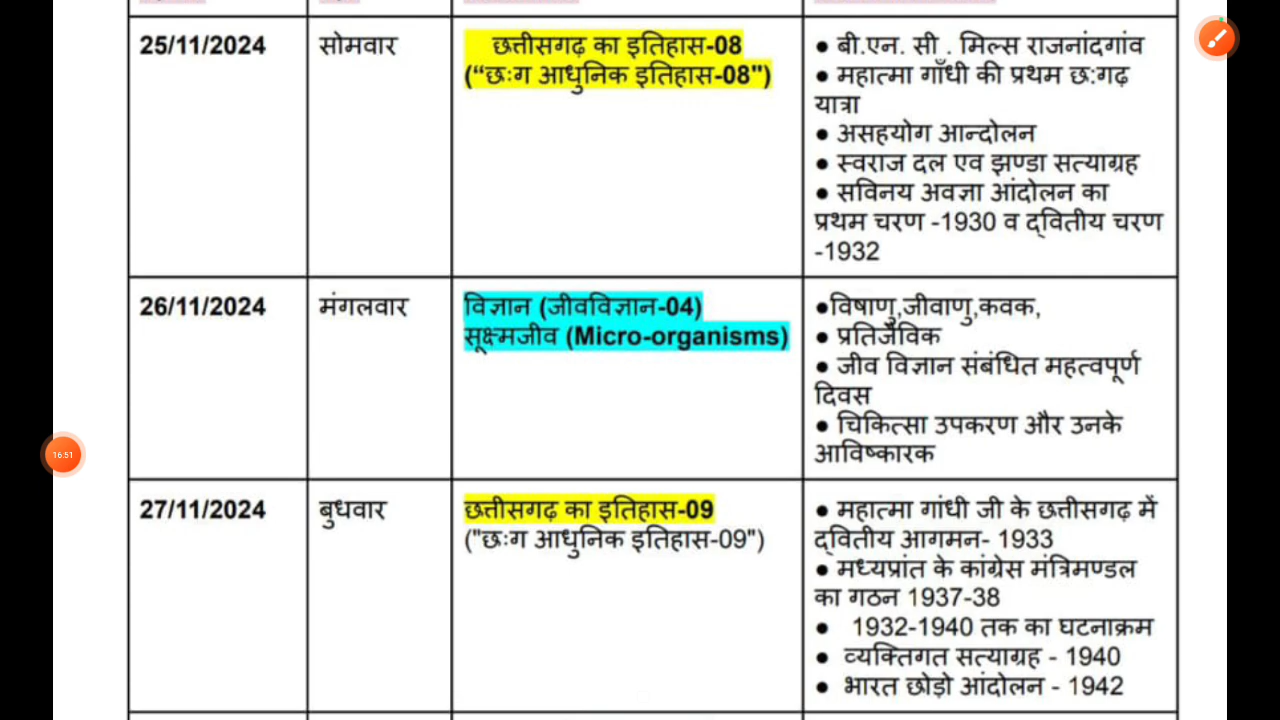 25/11/2024
सोमवार
छत्तीसगढ़ का इतिहास-08
(“छःग आधुनिक इतिहास-08")
● बी.एन. सी . मिल्स राजनांदगांव
● महात्मा गाँधी की प्रथम छ:गढ़
यात्रा
● असहयोग आन्दोलन
● स्वराज दल एव झण्डा सत्याग्रह
● सविनय अवज्ञा आंदोलन का
प्रथम चरण -1930 व द्वितीय चरण
-1932
26/11/2024
मंगलवार
विज्ञान (जीवविज्ञान-04)
सूक्ष्मजीव (Micro-organisms)
●विषाणु,जीवाणु,कवक,
● प्रतिजैविक
● जीव विज्ञान संबंधित महत्वपूर्ण
दिवस
● चिकित्सा उपकरण और उनके
आविष्कारक
27/11/2024
बुधवार
छत्तीसगढ़ का इतिहास-09
("छःग आधुनिक इतिहास-09")
● महात्मा गांधी जी के छत्तीसगढ़ में
द्वितीय आगमन- 1933
● मध्यप्रांत के कांग्रेस मंत्रिमण्डल
का गठन 1937-38
● 1932-1940 तक का घटनाक्रम
● व्यक्तिगत सत्याग्रह - 1940
● भारत छोड़ो आंदोलन - 1942
16:51